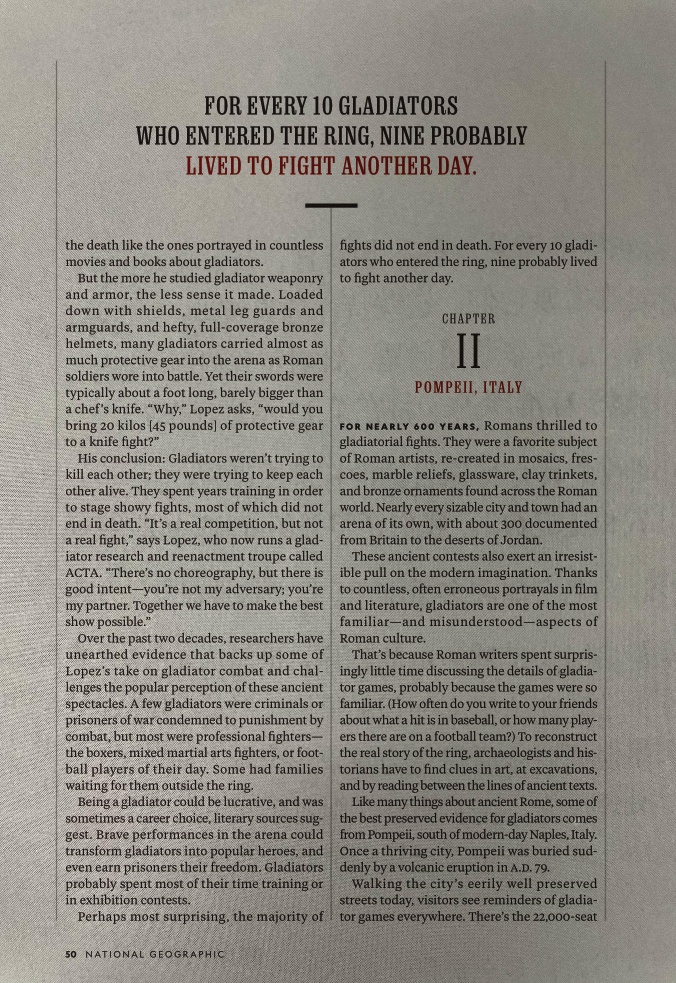 FOR EVERY 10 GLADIATORS
WHO ENTERED THE RING, NINE PROBABLY
LIVED TO FIGHT ANOTHER DAY.
the death like the ones portrayed in countless
movies and books about gladiators.
But the more he studied gladiator weaponry
and armor, the less sense it made. Loaded
down with shields, metal leg guards and
armguards, and hefty, full-coverage bronze
helmets, many gladiators carried almost as
much protective gear into the arena as Roman
soldiers wore into battle. Yet their swords were
typically about a foot long, barely bigger than
a chef's knife. “Why,” Lopez asks, “would you
bring 20 kilos [45 pounds] of protective gear
to a knife fight?”
His conclusion: Gladiators weren't trying to
kill each other; they were trying to keep each
other alive. They spent years training in order
to stage showy fights, most of which did not
end in death. “It's a real competition, but not
a real fight,” says Lopez, who now runs a glad-
iator research and reenactment troupe called
ACTA. “There's no choreography, but there is
good intent—you're not my adversary; you're
my partner. Together we have to make the best
show possible.”
Over the past two decades, researchers have
unearthed evidence that backs up some of
Lopez's take on gladiator combat and chal-
lenges the popular perception of these ancient
spectacles. A few gladiators were criminals or
prisoners of war condemned to punishment by
combat, but most were professional fighters—
the boxers, mixed martial arts fighters, or foot-
ball players of their day. Some had families
waiting for them outside the ring.
Being a gladiator could be lucrative, and was
sometimes a career choice, literary sources sug-
gest. Brave performances in the arena could
transform gladiators into popular heroes, and
even earn prisoners their freedom. Gladiators
probably spent most of their time training or
in exhibition contests.
Perhaps most surprising, the majority of
fights did not end in death. For every 10 gladi-
ators who entered the ring, nine probably lived
to fight another day.
CHAPTER
II
POMPEII, ITALY
FOR NEARLY 600 YEARS, Romans thrilled to
gladiatorial fights. They were a favorite subject
of Roman artists, re-created in mosaics, fres-
coes, marble reliefs, glassware, clay trinkets,
and bronze ornaments found across the Roman
world. Nearly every sizable city and town had an
arena of its own, with about 300 documented
from Britain to the deserts of Jordan.
These ancient contests also exert an irresist-
ible pull on the modern imagination. Thanks
to countless, often erroneous portrayals in film
and literature, gladiators are one of the most
familiar—and misunderstood—aspects of
Roman culture.
That's because Roman writers spent surpris-
ingly little time discussing the details of gladia-
tor games, probably because the games were so
familiar. (How often do you write to your friends
about what a hit is in baseball, or how many play-
ers there are on a football team?) To reconstruct
the real story of the ring, archaeologists and his-
torians have to find clues in art, at excavations,
and by reading between the lines of ancient texts.
Like many things about ancient Rome, some of
the best preserved evidence for gladiators comes
from Pompeii, south of modern-day Naples, Italy.
Once a thriving city, Pompeii was buried sud-
denly by a volcanic eruption in A.D. 79.
Walking the city's eerily well preserved
streets today, visitors see reminders of gladia-
tor games everywhere. There's the 22,000-seat
50 NATIONAL GEOGRAPHIC